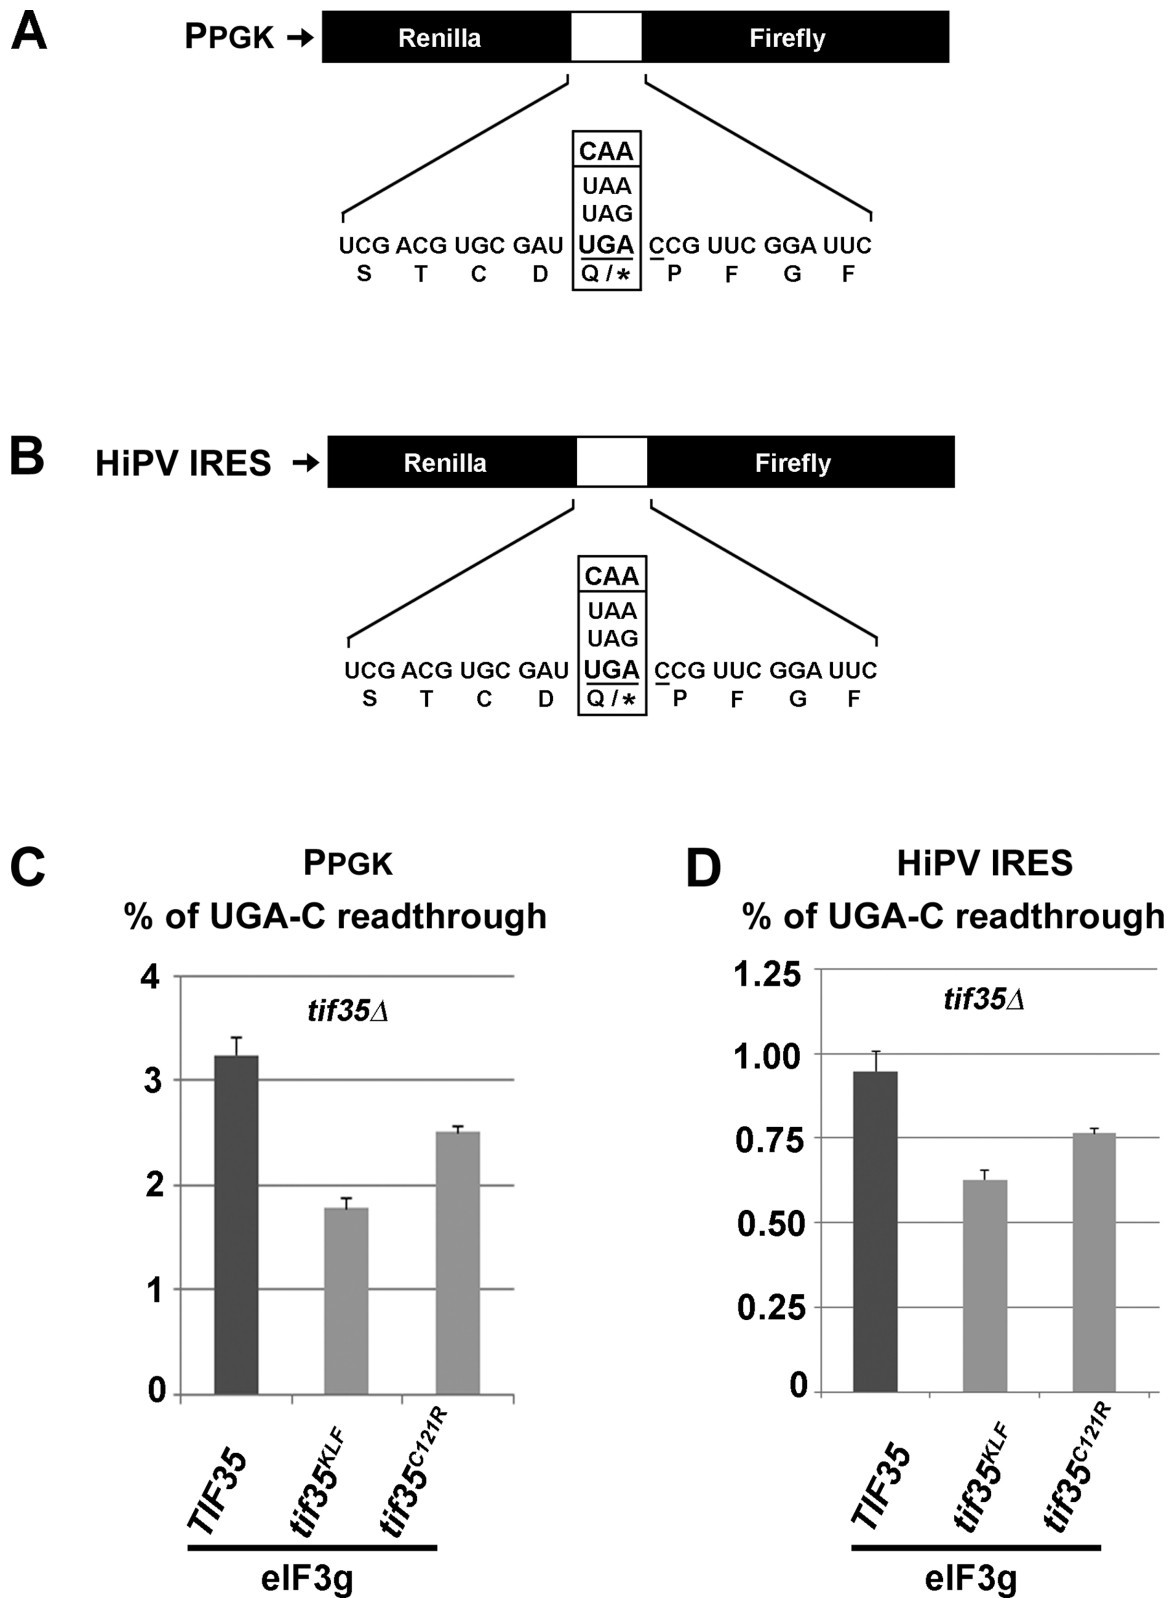 A
PPGK → Renilla Firefly
CAA
UAA
UAG
UCG ACG UGC GAU UGA CCG UUC GGA UUC
S T C D Q / * P F G F
B
HiPV IRES → Renilla Firefly
CAA
UAA
UAG
UCG ACG UGC GAU UGA CCG UUC GGA UUC
S T C D Q / * P F G F
C
PPGK
% of UGA-C readthrough
4
tif35Δ
3
2
1
0
TIF35
tif35KLF
tif35C121R
eIF3g
D
HiPV IRES
% of UGA-C readthrough
1.25
tif35Δ
1.00
0.75
0.50
0.25
0
TIF35
tif35KLF
tif35C121R
eIF3g